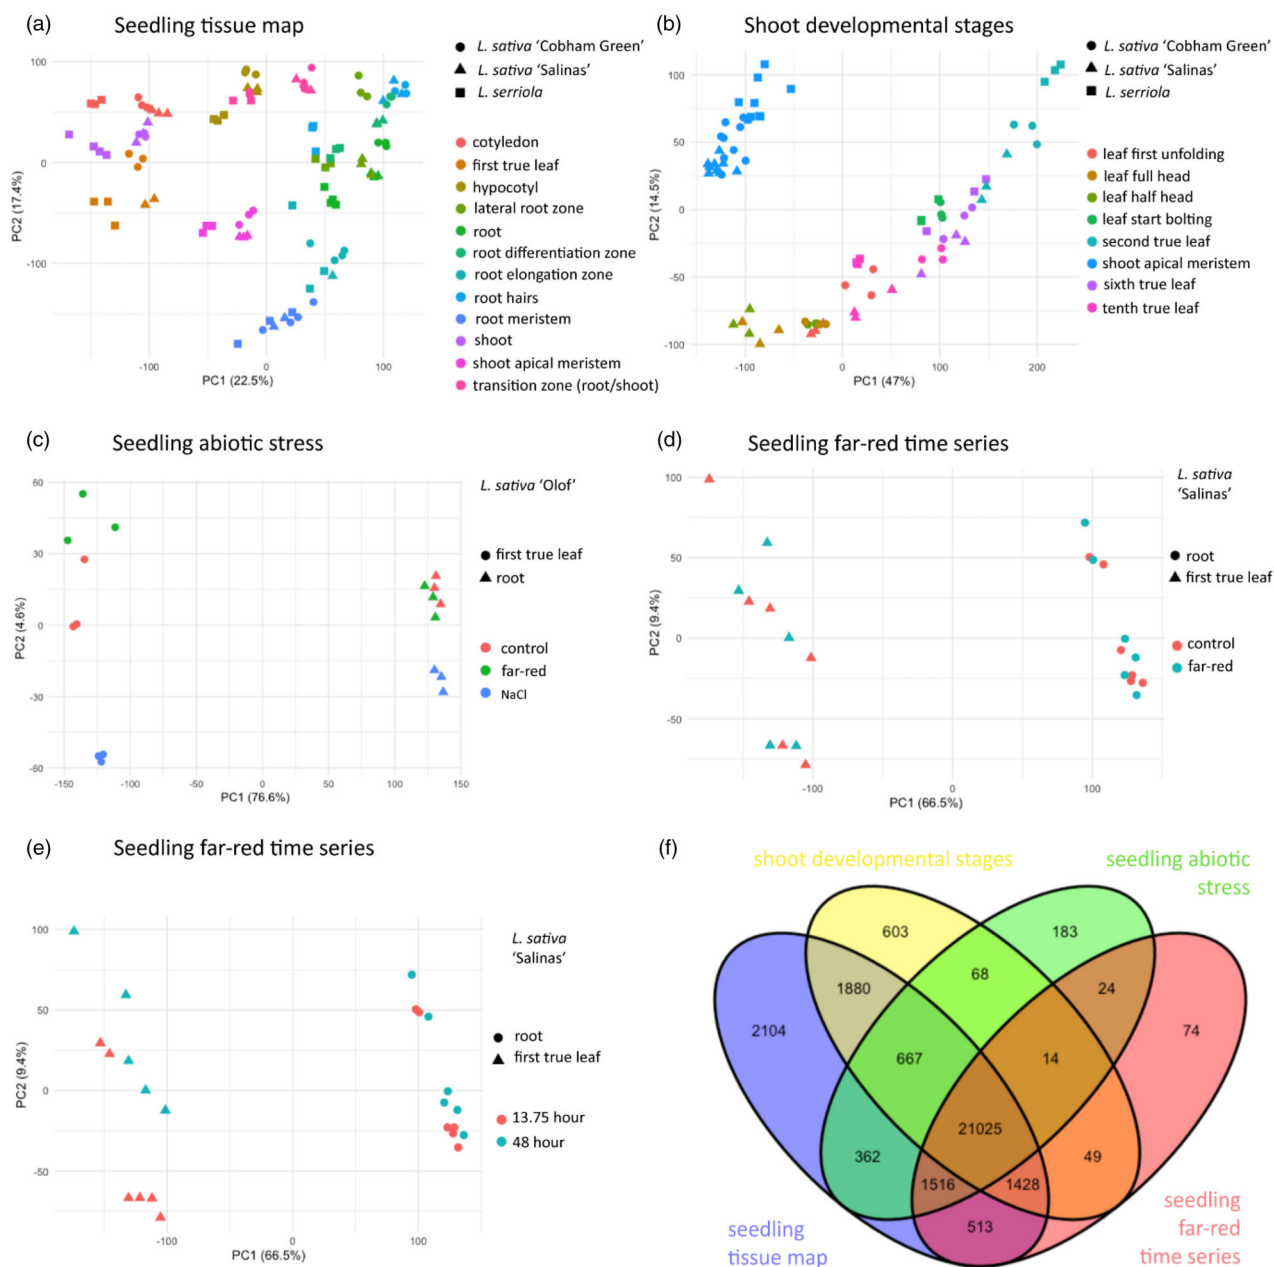 (a)
Seedling tissue map
100
0
-100
PC2 (17.4%)
-100
0
100
PC1 (22.5%)
L. sativa ‘Cobham Green’
L. sativa ‘Salinas’
L. serriola
cotyledon
first true leaf
hypocotyl
lateral root zone
root
root differentiation zone
root elongation zone
root hairs
root meristem
shoot
shoot apical meristem
transition zone (root/shoot)
(b)
Shoot developmental stages
100
50
0
-50
-100
PC2 (14.5%)
-100
0
100
200
PC1 (47%)
L. sativa ‘Cobham Green’
L. sativa ‘Salinas’
L. serriola
leaf first unfolding
leaf full head
leaf half head
leaf start bolting
second true leaf
shoot apical meristem
sixth true leaf
tenth true leaf
(c)
Seedling abiotic stress
60
30
0
-30
-60
PC2 (4.6%)
-150
-100
-50
0
50
100
150
PC1 (76.6%)
L. sativa ‘Olof’
first true leaf
root
control
far-red
NaCl
(d)
Seedling far-red time series
100
50
0
-50
PC2 (9.4%)
-100
0
100
PC1 (66.5%)
L. sativa
‘Salinas’
root
first true leaf
control
far-red
(e)
Seedling far-red time series
100
50
0
-50
PC2 (9.4%)
-100
0
100
PC1 (66.5%)
L. sativa
‘Salinas’
root
first true leaf
13.75 hour
48 hour
(f)
shoot developmental stages
seedling abiotic
stress
603
183
68
1880
24
2104
74
667
14
21025
362
49
1516
1428
513
seedling
tissue map
seedling
far-red
time series